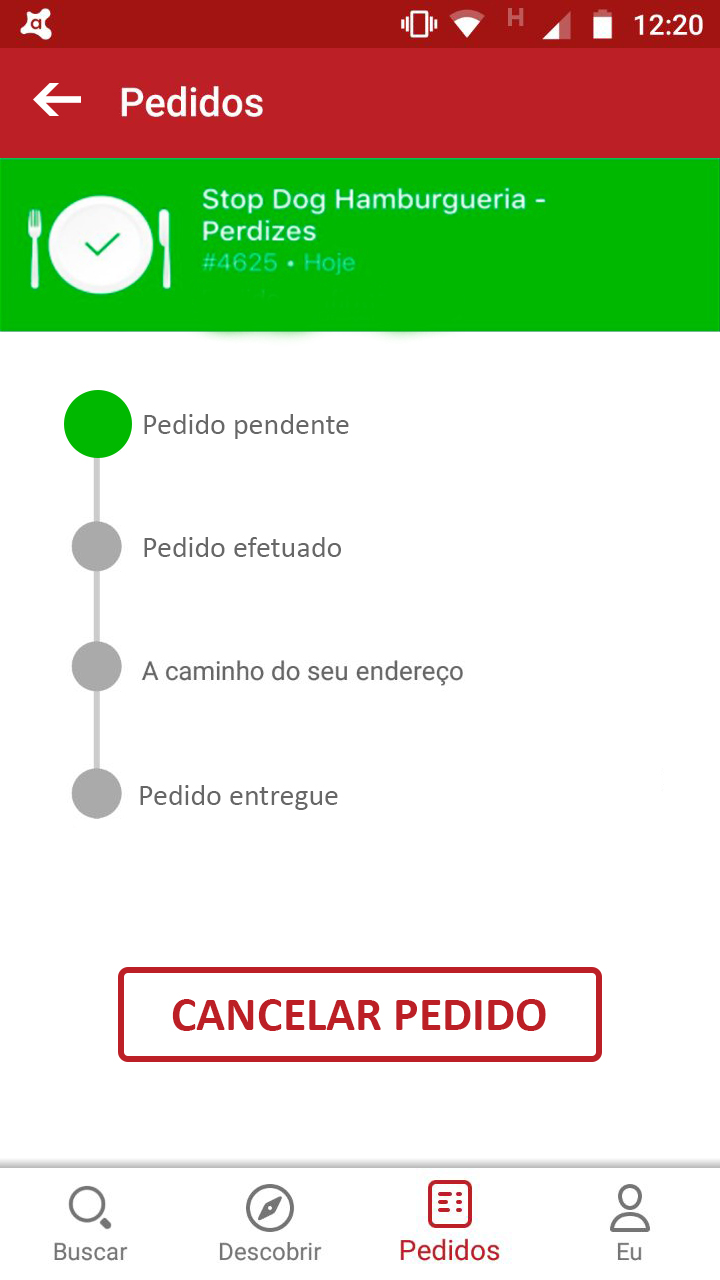 H 12:20
Pedidos
Stop Dog Hamburgueria -
Perdizes
#4625 • Hoje
Pedido pendente
Pedido efetuado
A caminho do seu endereço
Pedido entregue
CANCELAR PEDIDO
Buscar Descobrir Pedidos Eu